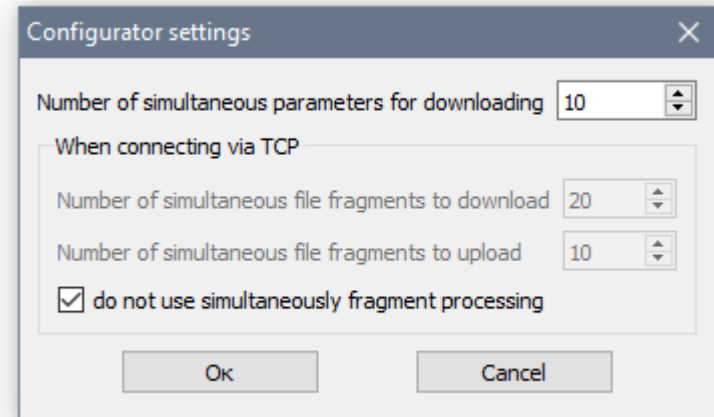 Configurator settings
Number of simultaneous parameters for downloading 10
When connecting via TCP
Number of simultaneous file fragments to download 20
Number of simultaneous file fragments to upload 10
do not use simultaneously fragment processing
Ок Cancel